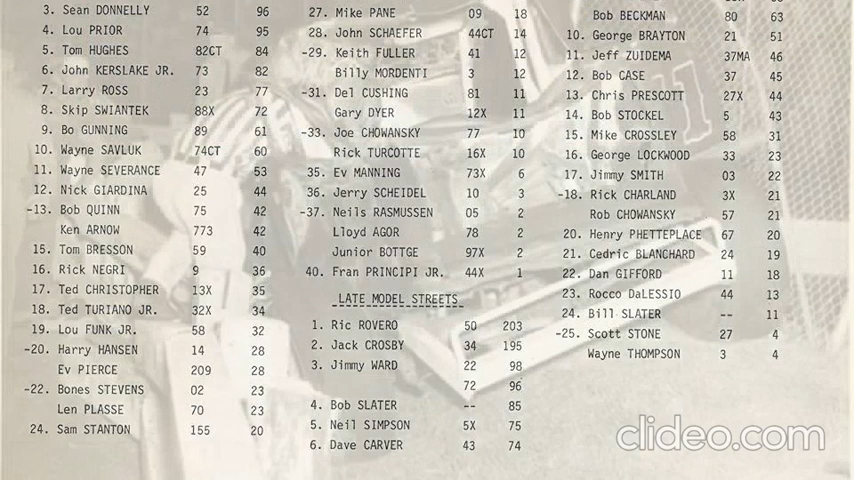 3. Sean DONNELLY 52 96
4. Lou PRIOR 74 95
5. Tom HUGHES 82CT 84
6. John KERSLAKE JR. 73 82
7. Larry ROSS 23 77
8. Skip SWIANTEK 88X 72
9. Bo GUNNING 89 61
10. Wayne SAVLUK 74CT 60
11. Wayne SEVERANCE 47 53
12. Nick GIARDINA 25 44
-13. Bob QUINN 75 42
Ken ARNOW 773 42
15. Tom BRESSON 59 40
16. Rick NEGRI 9 36
17. Ted CHRISTOPHER 13X 35
18. Ted TURIANO JR. 32X 34
19. Lou FUNK JR. 58 32
-20. Harry HANSEN 14 28
Ev PIERCE 209 28
-22. Bones STEVENS 02 23
Len PLASSE 70 23
24. Sam STANTON 155 20
27. Mike PANE 09 18
28. John SCHAEFER 44CT 14
-29. Keith FULLER 41 12
Billy MORDENTI 3 12
-31. Del CUSHING 81 11
Gary DYER 12X 11
-33. Joe CHOWANSKY 77 10
Rick TURCOTTE 16X 10
35. Ev MANNING 73X 6
36. Jerry SCHEIDEL 10 3
-37. Neils RASMUSSEN 05 2
Lloyd AGOR 78 2
Junior BOTTGE 97X 2
40. Fran PRINCIPI JR. 44X 1
LATE MODEL STREETS
1. Ric ROVERO 50 203
2. Jack CROSBY 34 195
3. Jimmy WARD 22 98
72 96
4. Bob SLATER -- 85
5. Neil SIMPSON 5X 75
6. Dave CARVER 43 74
Bob BECKMAN 80 63
10. George BRAYTON 21 51
11. Jeff ZUIDEMA 37MA 46
12. Bob CASE 37 45
13. Chris PRESCOTT 27X 44
14. Bob STOCKEL 5 43
15. Mike CROSSLEY 58 31
16. George LOCKWOOD 33 23
17. Jimmy SMITH 03 22
-18. Rick CHARLAND 3X 21
Rob CHOWANSKY 57 21
20. Henry PHETTEPLACE 67 20
21. Cedric BLANCHARD 24 19
22. Dan GIFFORD 11 18
23. Rocco DaLESSIO 44 13
24. Bill SLATER -- 11
-25. Scott STONE 27 4
Wayne THOMPSON 3 4
clideo.com